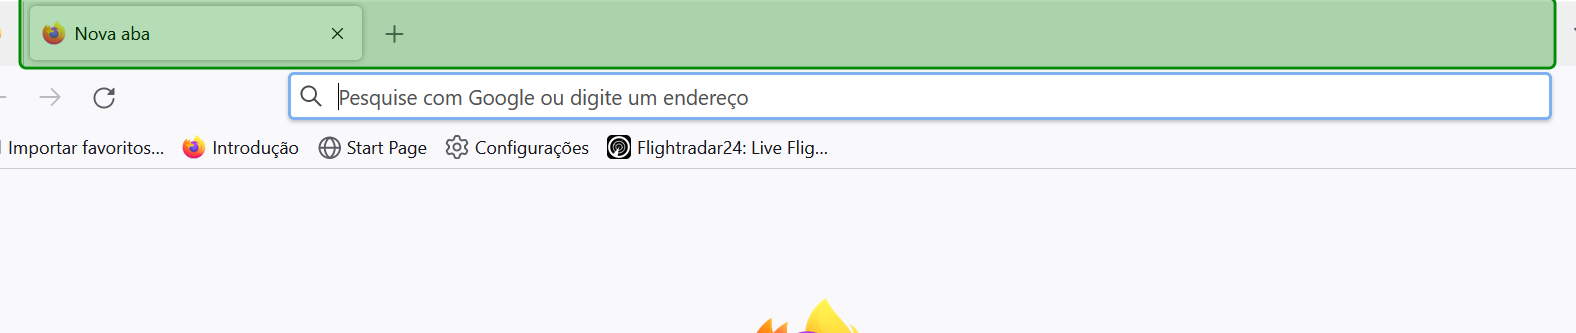 Nova aba
Pesquise com Google ou digite um endereço
Importar favoritos... Introdução Start Page Configurações Flightradar24: Live Flig...